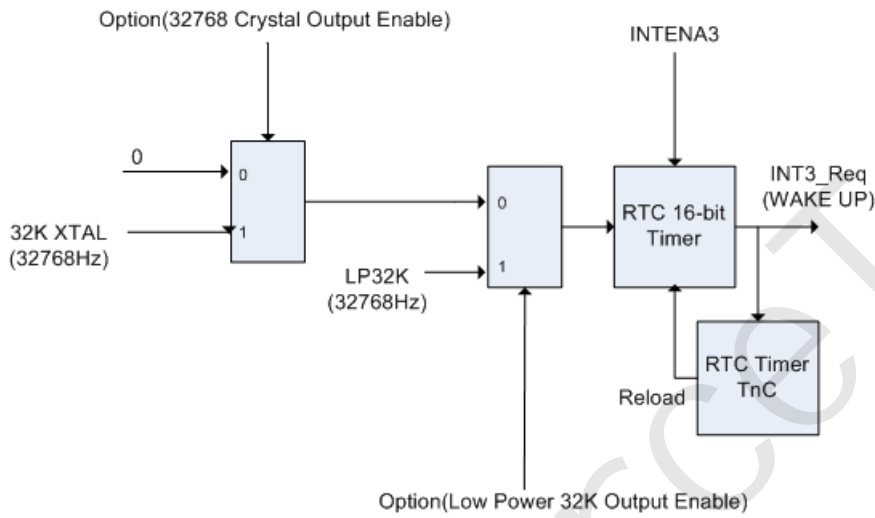 Option(32768 Crystal Output Enable)
INTENA3
0
0
1
32K XTAL
(32768Hz)
0
1
LP32K
(32768Hz)
RTC 16-bit
Timer
INT3_Req
(WAKE UP)
RTC Timer
TnC
Reload
Option(Low Power 32K Output Enable)